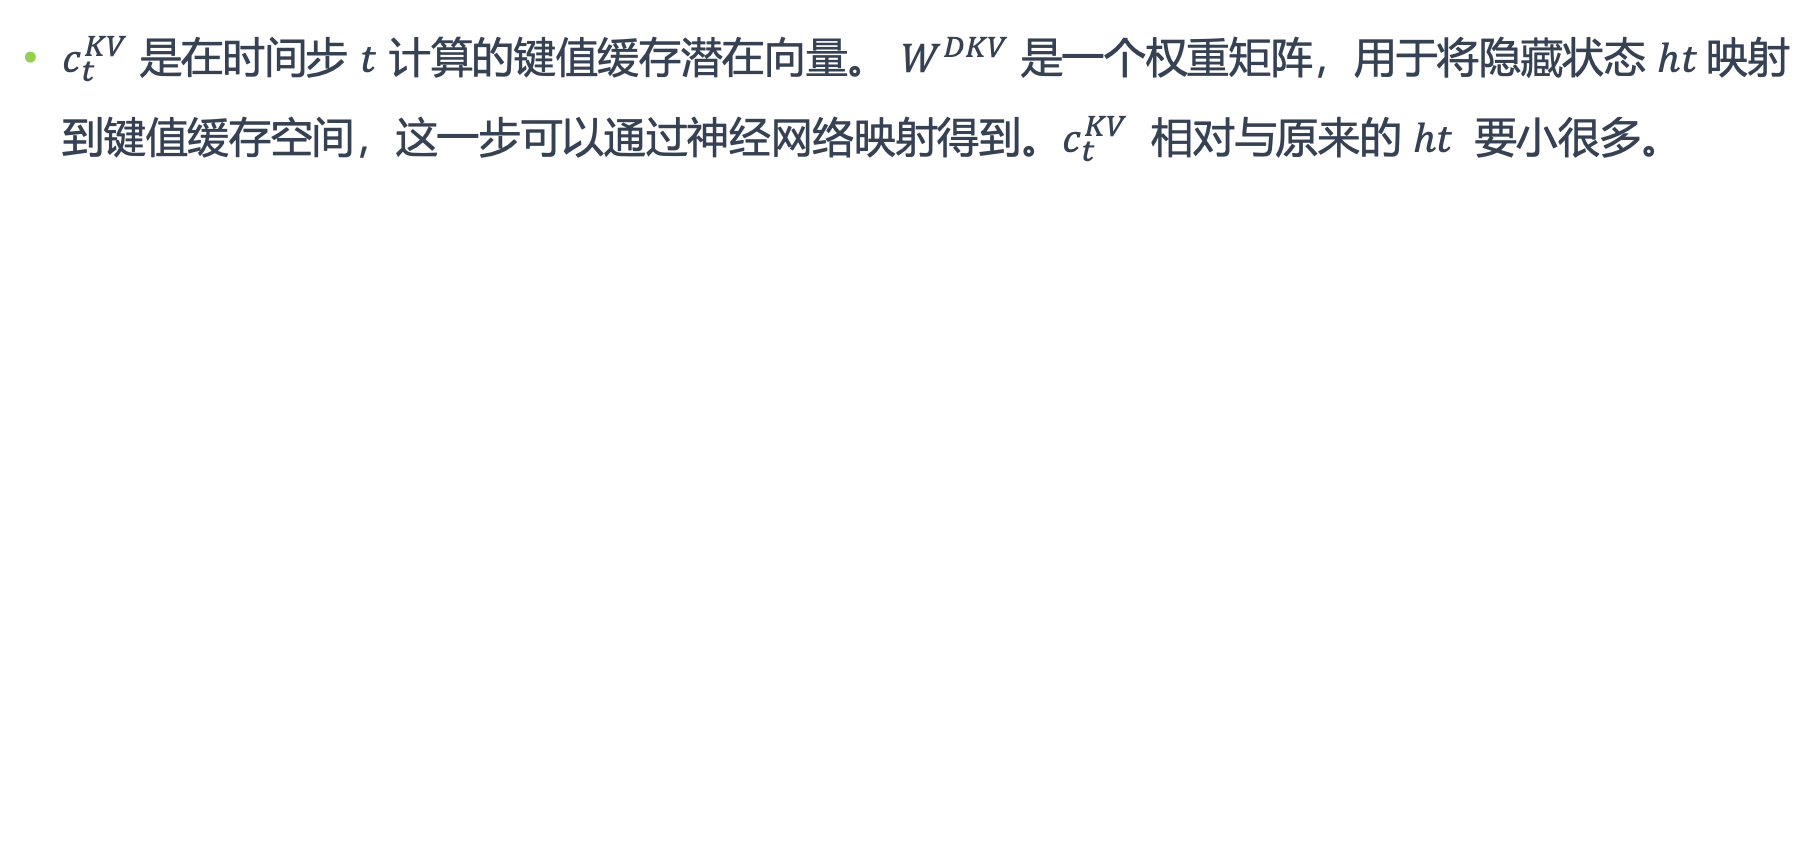 • $c_t^{KV}$ 是在时间步 $t$ 计算的键值缓存潜在向量。 $W^{DKV}$ 是一个权重矩阵，用于将隐藏状态 $ht$ 映射
到键值缓存空间，这一步可以通过神经网络映射得到。$c_t^{KV}$ 相对与原来的 $ht$ 要小很多。